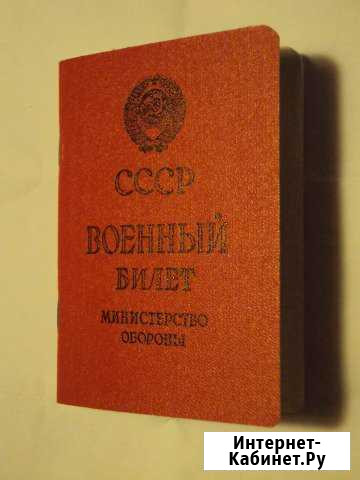 СССР
ВОЕННЫЙ
БИЛЕТ
МИНИСТЕРСТВО
ОБОРОНЫ
Интернет-
Кабинет.Ру